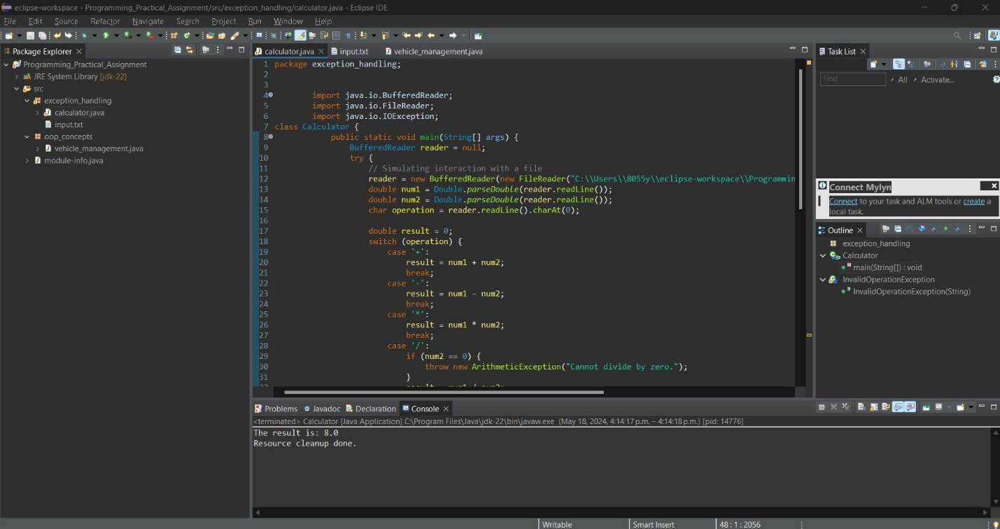 eclipse-workspace - Programming_Practical_Assignment/src/exception_handling/calculator.java - Eclipse IDE
File Edit Source Refactor Navigate Search Project Run Window Help
Package Explorer
Programming_Practical_Assignment
JRE System Library [jdk-22]
src
exception_handling
calculator.java
input.txt
oop_concepts
vehicle_management.java
module-info.java
calculator.java input.txt vehicle_management.java
1 package exception_handling;
2
3
4 import java.io.BufferedReader;
5 import java.io.FileReader;
6 import java.io.IOException;
7 class Calculator {
8 public static void main(String[] args) {
9 BufferedReader reader = null;
10 try {
11 // Simulating interaction with a file
12 reader = new BufferedReader(new FileReader("C:\\Users\\8055y\\eclipse-workspace\\Programmin
13 double num1 = Double.parseDouble(reader.readLine());
14 double num2 = Double.parseDouble(reader.readLine());
15 char operation = reader.readLine().charAt(0);
16
17 double result = 0;
18 switch (operation) {
19 case '+':
20 result = num1 + num2;
21 break;
22 case '-':
23 result = num1 - num2;
24 break;
25 case '*':
26 result = num1 * num2;
27 break;
28 case '/':
29 if (num2 == 0) {
30 throw new ArithmeticException("Cannot divide by zero.");
31 }
Task List
Find All Activate...
Connect Mylyn
Connect to your task and ALM tools or create a
local task.
Outline
exception_handling
Calculator
main(String[]) : void
InvalidOperationException
InvalidOperationException(String)
Problems Javadoc Declaration Console
<terminated> Calculator [Java Application] C:\Program Files\Java\jdk-22\bin\javaw.exe (May 18, 2024, 4:14:17 p.m. – 4:14:18 p.m.) [pid: 14776]
The result is: 8.0
Resource cleanup done.
Writable Smart Insert 48 : 1 : 2056